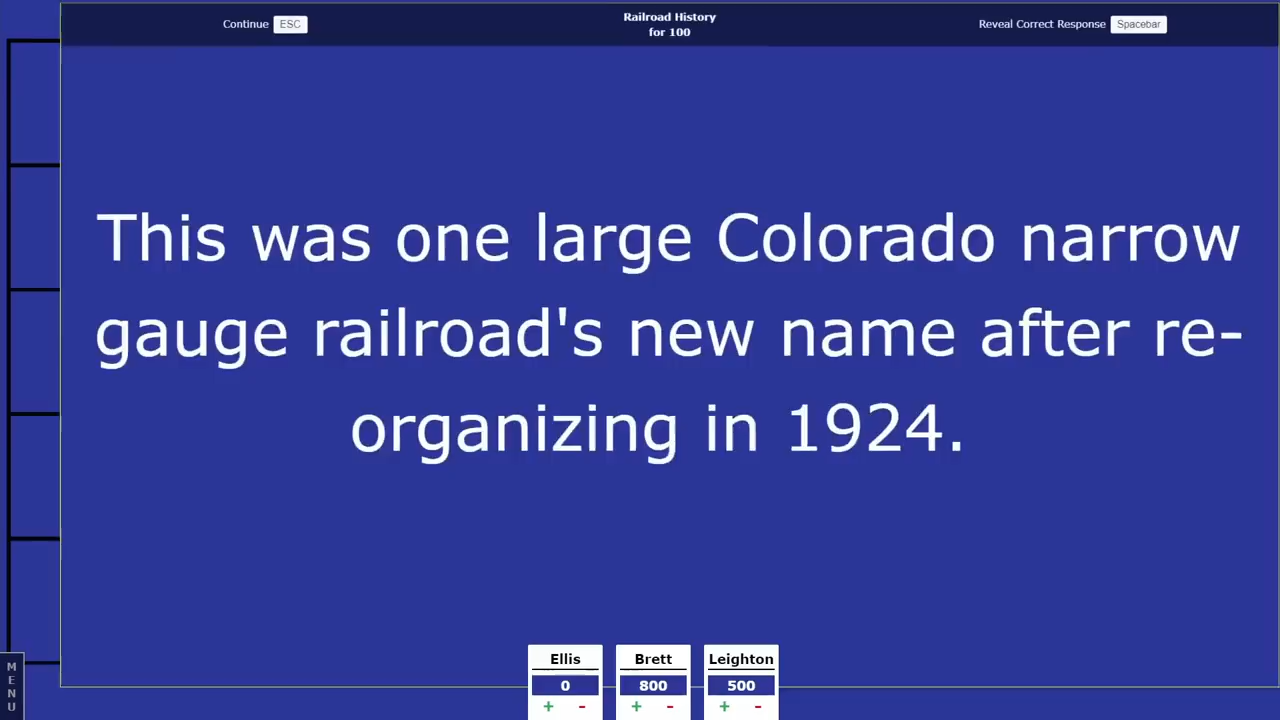 Continue ESC
Railroad History
for 100
Reveal Correct Response Spacebar
This was one large Colorado narrow
gauge railroad's new name after re-
organizing in 1924.
MENU
Ellis
0
+ -
Brett
800
+ -
Leighton
500
+ -